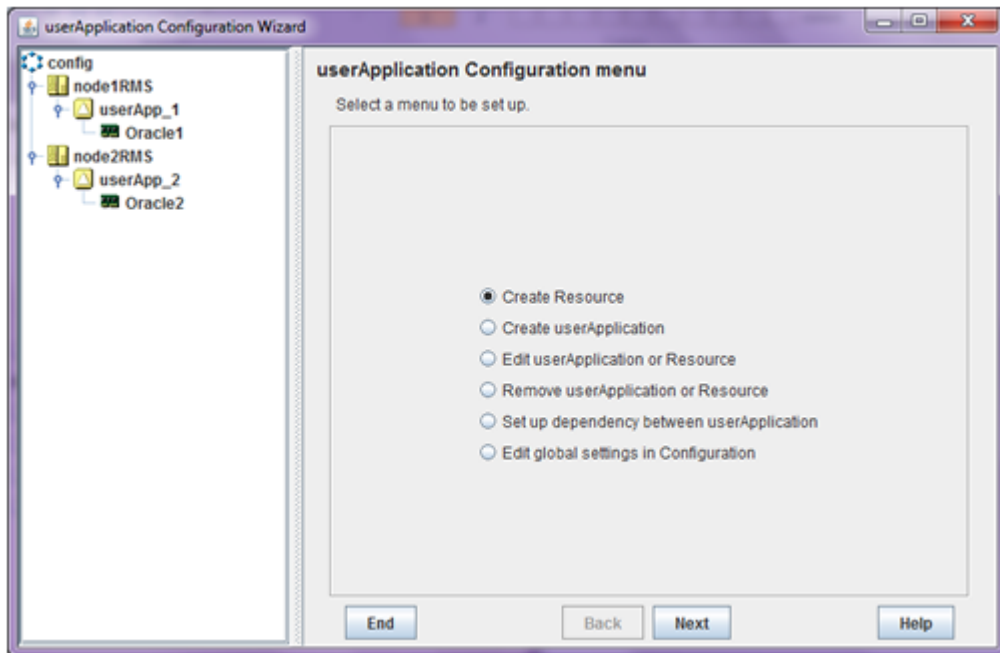 userApplication Configuration Wizard
config
node1RMS
userApp_1
Oracle1
node2RMS
userApp_2
Oracle2
userApplication Configuration menu
Select a menu to be set up.
Create Resource
Create userApplication
Edit userApplication or Resource
Remove userApplication or Resource
Set up dependency between userApplication
Edit global settings in Configuration
End
Back
Next
Help